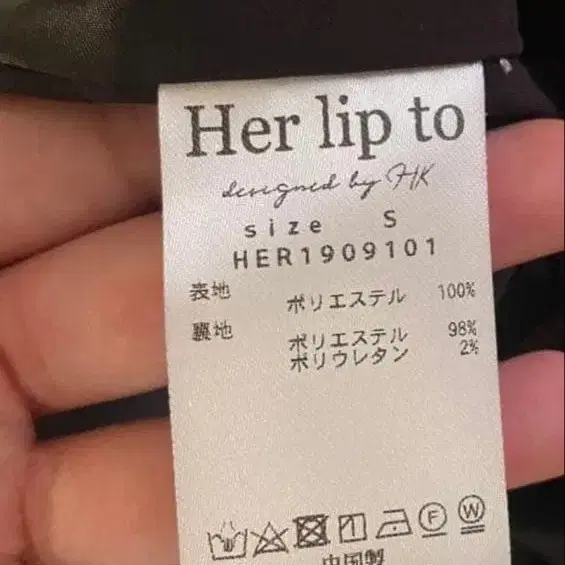 Her lip to
designed by HK
size S
HER1909101
表地 ポリエステル 100%
裏地 ポリエステル 98%
ポリウレタン 2%
F W
中国製